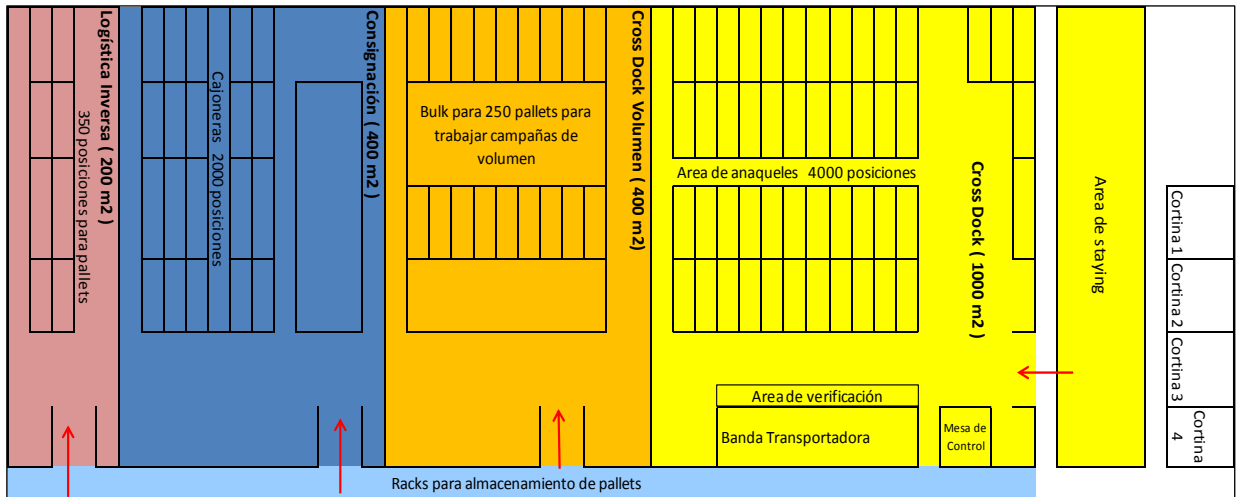 Logística Inversa ( 200 m2 )
350 posiciones para pallets
Cajoneras 2000 posiciones
Consignación ( 400 m2 )
Bulk para 250 pallets para
trabajar campañas de
volumen
Cross Dock Volumen ( 400 m2)
Area de anaqueles 4000 posiciones
Cross Dock ( 1000 m2 )
Area de staying
Cortina 1
Cortina 2
Cortina 3
Cortina
4
Area de verificación
Banda Transportadora
Mesa de
Control
Racks para almacenamiento de pallets